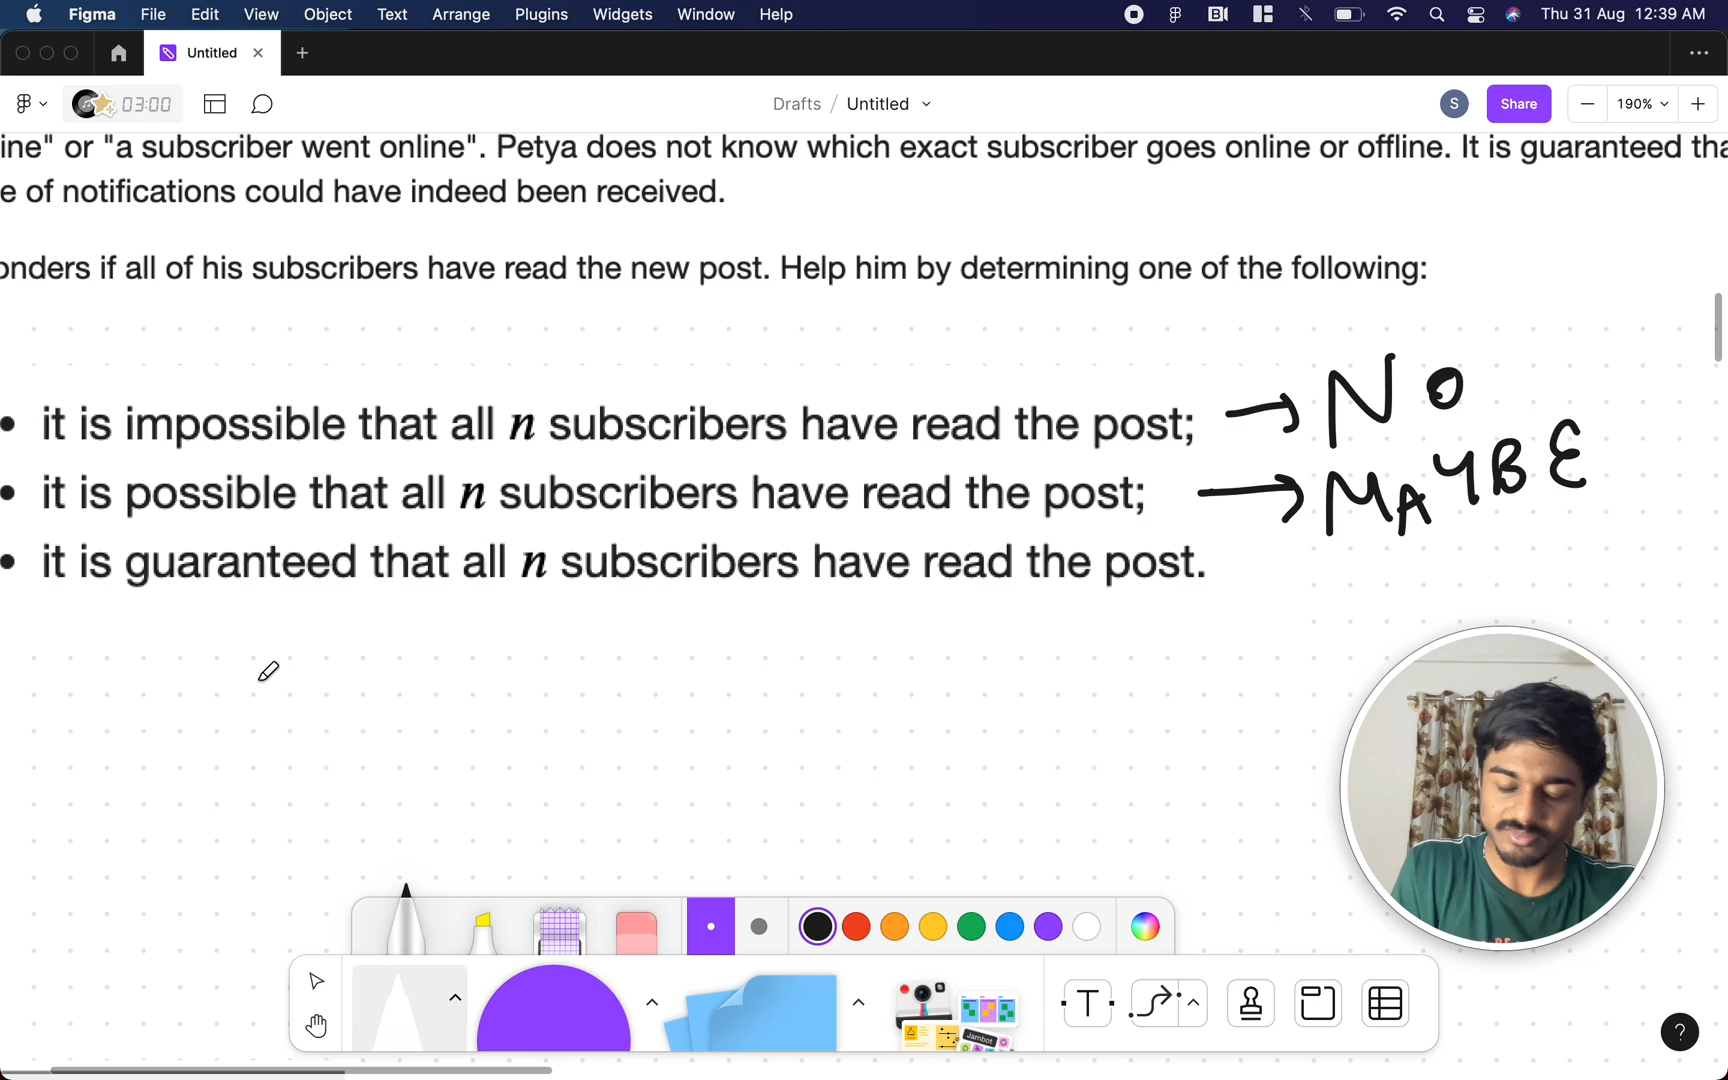 Figma File Edit View Object Text Arrange Plugins Widgets Window Help Thu 31 Aug 12:39 AM
Untitled
03:00 Drafts / Untitled S Share 190%
ine" or "a subscriber went online". Petya does not know which exact subscriber goes online or offline. It is guaranteed tha
e of notifications could have indeed been received.
onders if all of his subscribers have read the new post. Help him by determining one of the following:
• it is impossible that all n subscribers have read the post; → NO
• it is possible that all n subscribers have read the post; → MAYBE
• it is guaranteed that all n subscribers have read the post.
T
Jambot
?